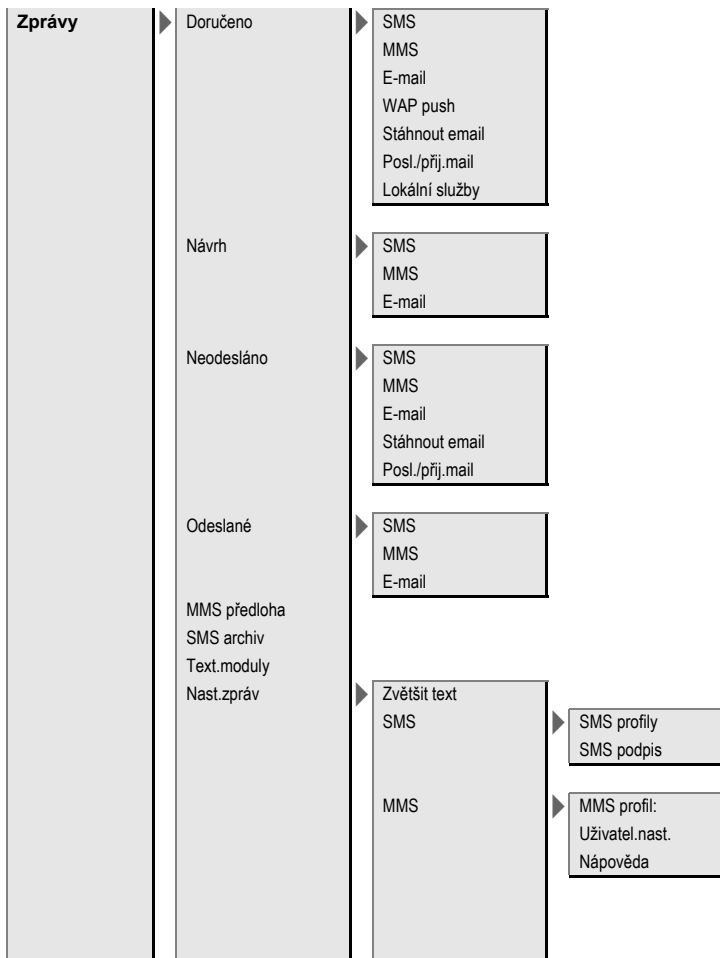 Zprávy
Doručeno
SMS
MMS
E-mail
WAP push
Stáhnout email
Posl./přij.mail
Lokální služby
Návrh
SMS
MMS
E-mail
Neodesláno
SMS
MMS
E-mail
Stáhnout email
Posl./přij.mail
Odeslané
SMS
MMS
E-mail
MMS předloha
SMS archiv
Text.moduly
Nast.zpráv
Zvětšit text
SMS
SMS profily
SMS podpis
MMS
MMS profil:
Uživatel.nast.
Nápověda